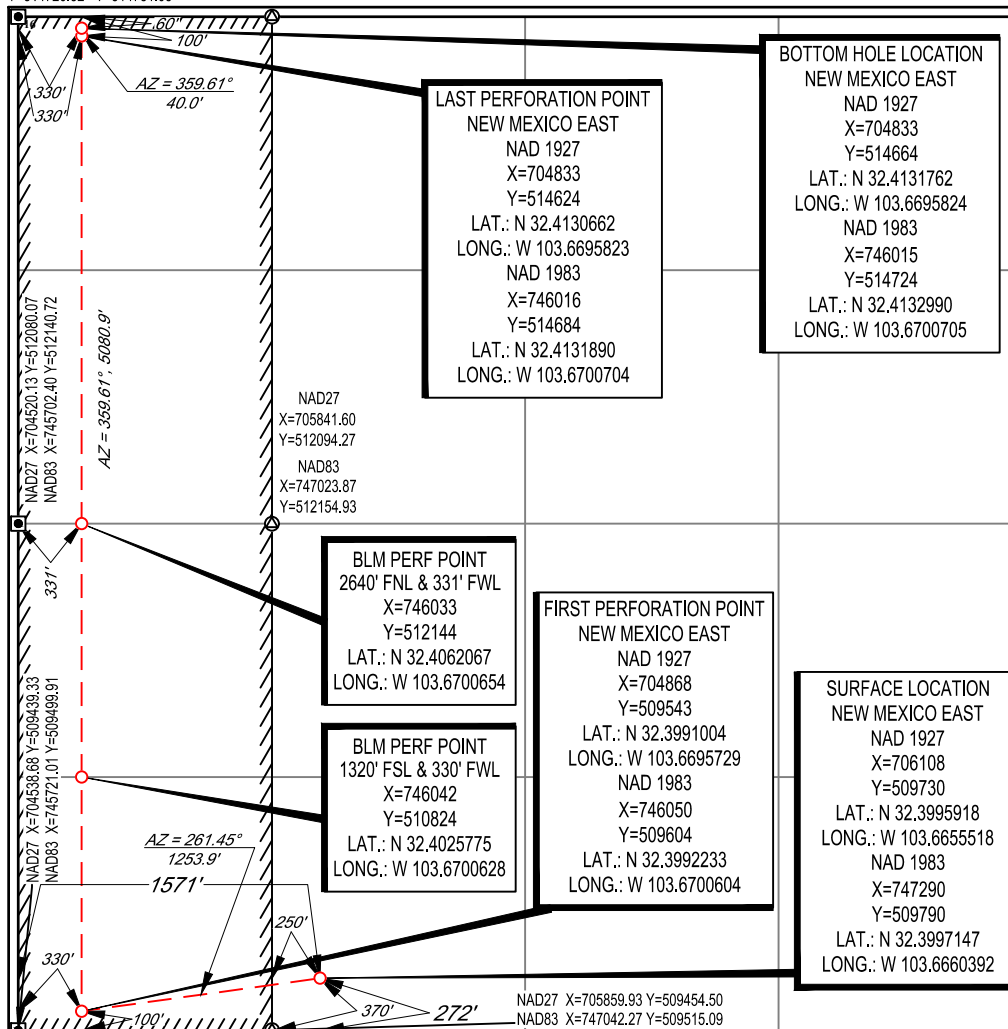 60"
100'
330'
330'
AZ = 359.61°
40.0'
LAST PERFORATION POINT
NEW MEXICO EAST
NAD 1927
X=704833
Y=514624
LAT.: N 32.4130662
LONG.: W 103.6695823
NAD 1983
X=746016
Y=514684
LAT.: N 32.4131890
LONG.: W 103.6700704
BOTTOM HOLE LOCATION
NEW MEXICO EAST
NAD 1927
X=704833
Y=514664
LAT.: N 32.4131762
LONG.: W 103.6695824
NAD 1983
X=746015
Y=514724
LAT.: N 32.4132990
LONG.: W 103.6700705
NAD27 X=704520.13 Y=512080.07
NAD83 X=745702.40 Y=512140.72
AZ = 359.61°, 5080.9'
NAD27
X=705841.60
Y=512094.27
NAD83
X=747023.87
Y=512154.93
331'
BLM PERF POINT
2640' FNL & 331' FWL
X=746033
Y=512144
LAT.: N 32.4062067
LONG.: W 103.6700654
FIRST PERFORATION POINT
NEW MEXICO EAST
NAD 1927
X=704868
Y=509543
LAT.: N 32.3991004
LONG.: W 103.6695729
NAD 1983
X=746050
Y=509604
LAT.: N 32.3992233
LONG.: W 103.6700604
SURFACE LOCATION
NEW MEXICO EAST
NAD 1927
X=706108
Y=509730
LAT.: N 32.3995918
LONG.: W 103.6655518
NAD 1983
X=747290
Y=509790
LAT.: N 32.3997147
LONG.: W 103.6660392
BLM PERF POINT
1320' FSL & 330' FWL
X=746042
Y=510824
LAT.: N 32.4025775
LONG.: W 103.6700628
NAD27 X=704538.68 Y=509439.33
NAD83 X=745721.01 Y=509499.91
AZ = 261.45°
1253.9'
1571'
250'
330'
100'
370'
272'
NAD27 X=705859.93 Y=509454.50
NAD83 X=747042.27 Y=509515.09